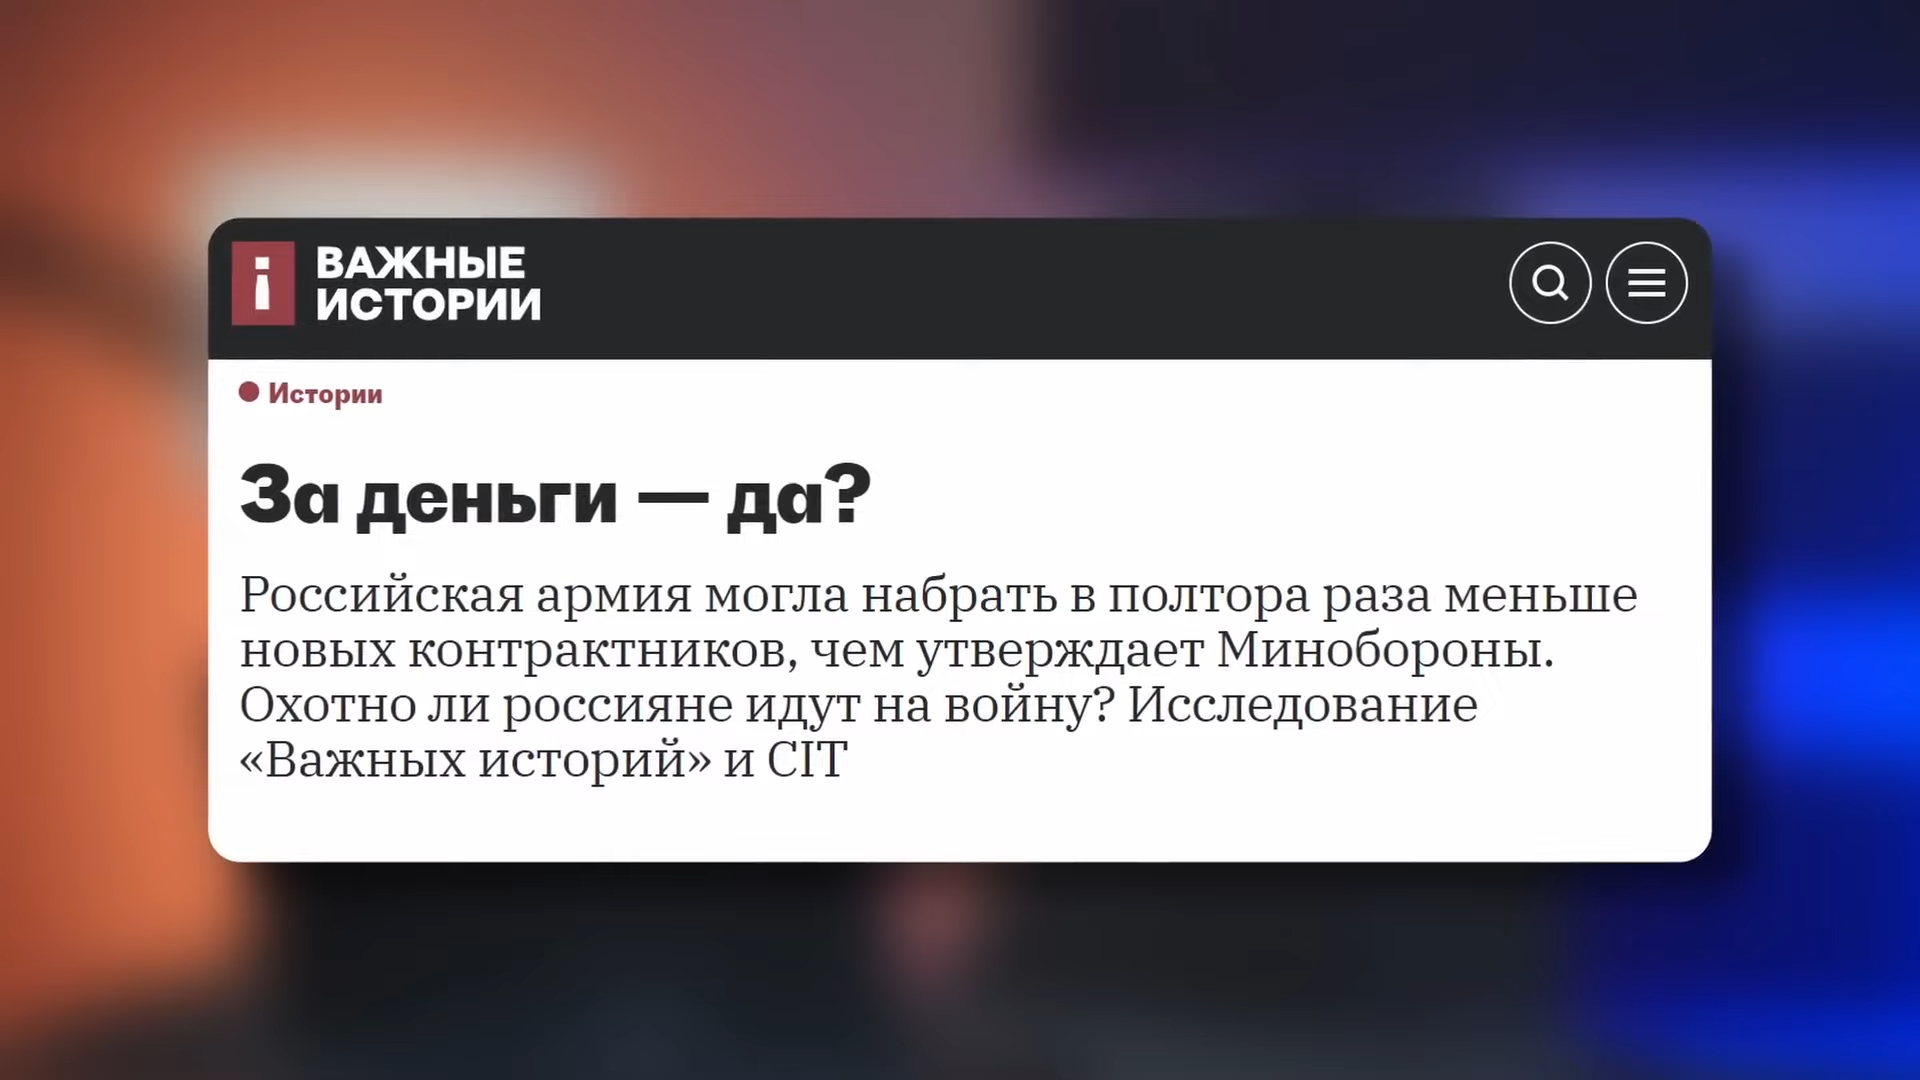 ВАЖНЫЕ
ИСТОРИИ
Истории
За деньги — да?
Российская армия могла набрать в полтора раза меньше
новых контрактников, чем утверждает Минобороны.
Охотно ли россияне идут на войну? Исследование
«Важных историй» и CIT